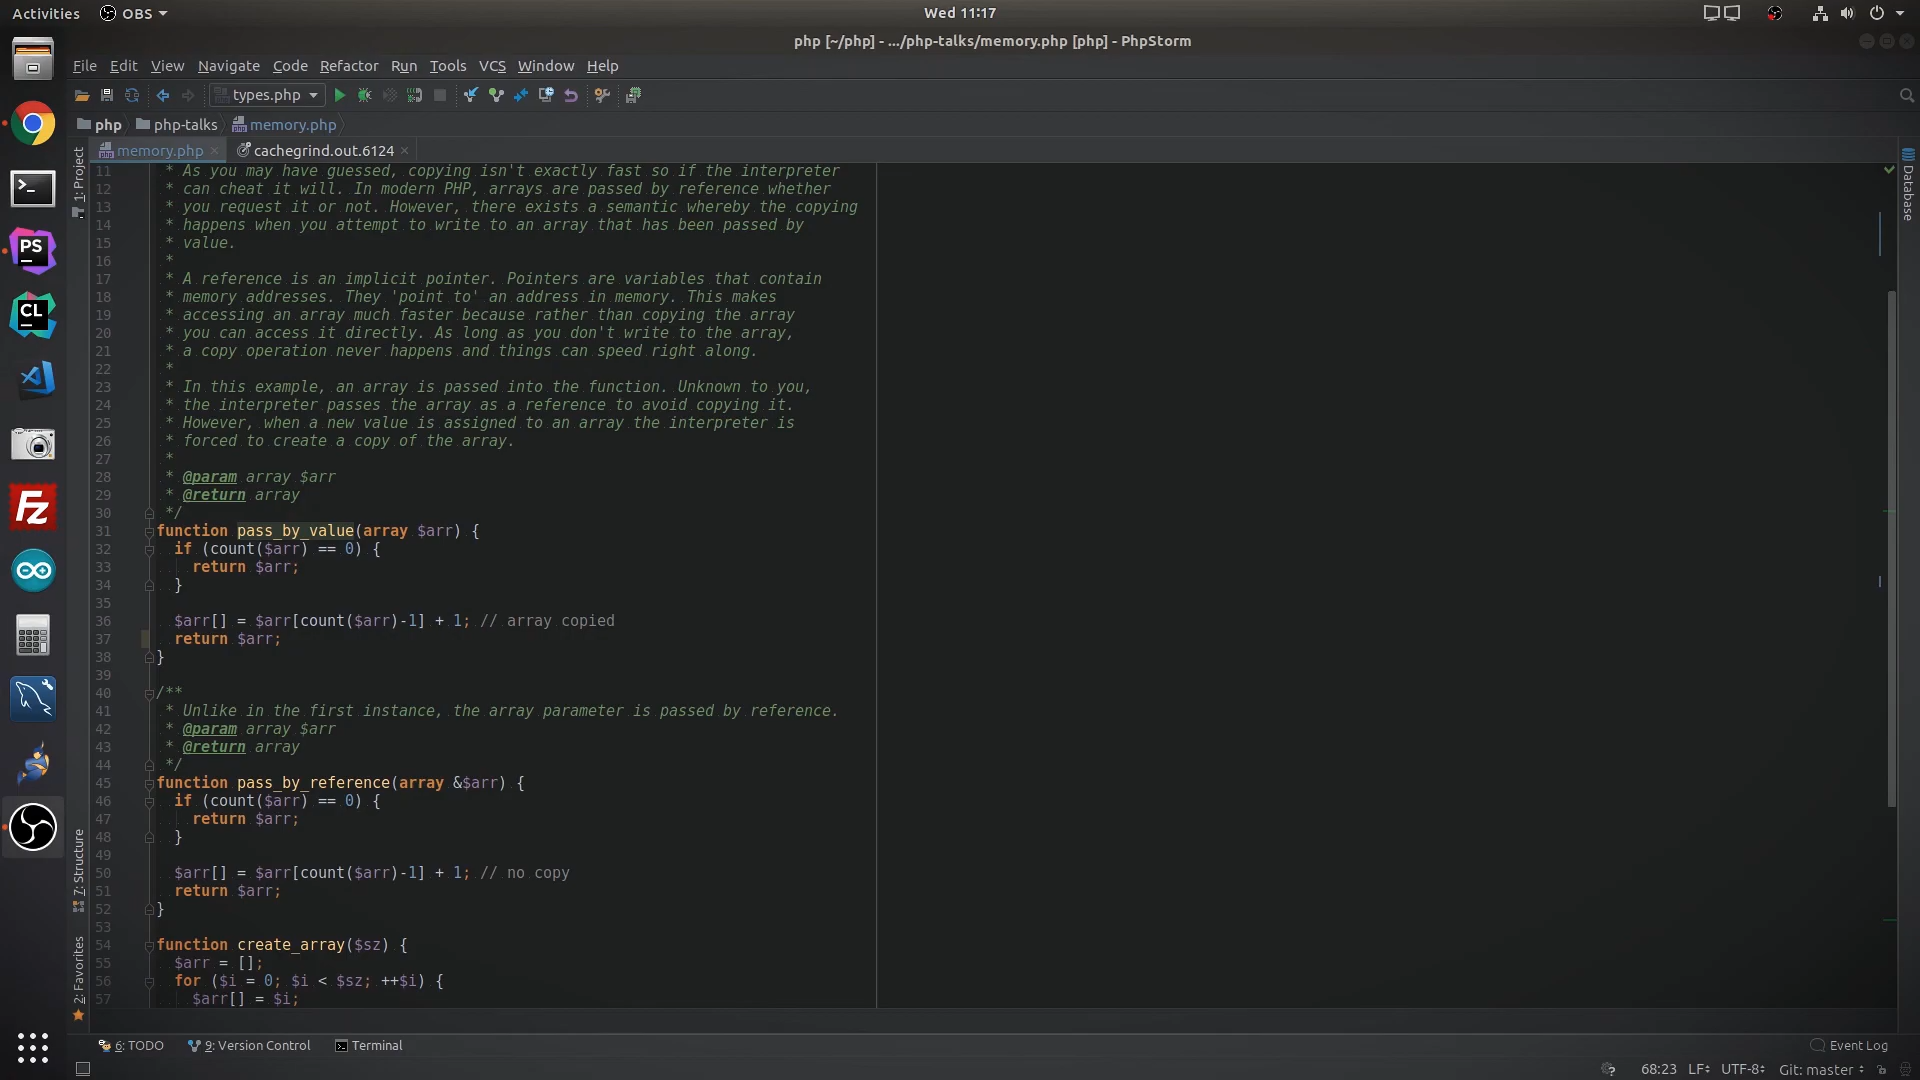 Activities
OBS
Wed 11:17
php [~/php] - .../php-talks/memory.php [php] - PhpStorm
File Edit View Navigate Code Refactor Run Tools VCS Window Help
types.php
php php-talks memory.php
memory.php cachegrind.out.6124
1: Project
Database
PS
CL
FZ
11 * As you may have guessed, copying isn't exactly fast so if the interpreter
12 * can cheat it will. In modern PHP, arrays are passed by reference whether
13 * you request it or not. However, there exists a semantic whereby the copying
14 * happens when you attempt to write to an array that has been passed by
15 * value.
16 *
17 * A reference is an implicit pointer. Pointers are variables that contain
18 * memory addresses. They 'point to' an address in memory. This makes
19 * accessing an array much faster because rather than copying the array
20 * you can access it directly. As long as you don't write to the array,
21 * a copy operation never happens and things can speed right along.
22 *
23 * In this example, an array is passed into the function. Unknown to you,
24 * the interpreter passes the array as a reference to avoid copying it.
25 * However, when a new value is assigned to an array the interpreter is
26 * forced to create a copy of the array.
27 *
28 * @param array $arr
29 * @return array
30 */
31 function pass_by_value(array $arr) {
32 if (count($arr) == 0) {
33 return $arr;
34 }
35
36 $arr[] = $arr[count($arr)-1] + 1; // array copied
37 return $arr;
38 }
39
40 /**
41 * Unlike in the first instance, the array parameter is passed by reference.
42 * @param array $arr
43 * @return array
44 */
45 function pass_by_reference(array &$arr) {
46 if (count($arr) == 0) {
47 return $arr;
48 }
49
50 $arr[] = $arr[count($arr)-1] + 1; // no copy
51 return $arr;
52 }
53
54 function create_array($sz) {
55 $arr = [];
56 for ($i = 0; $i < $sz; ++$i) {
57 $arr[] = $i;
7: Structure
2: Favorites
6: TODO 9: Version Control Terminal
Event Log
68:23 LF UTF-8 Git: master